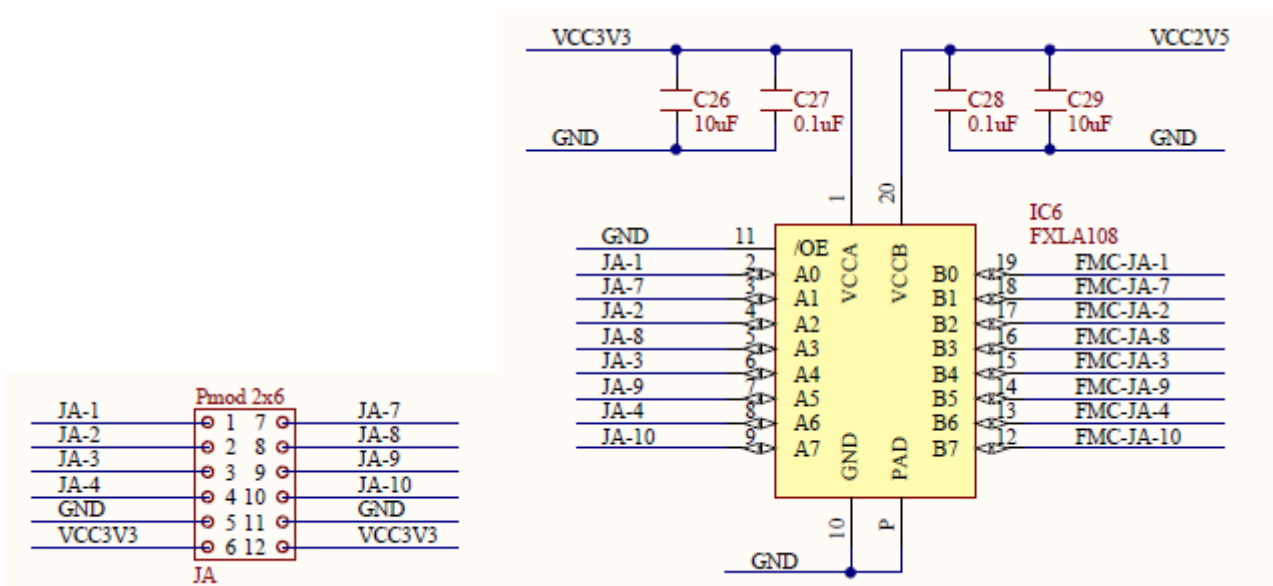 VCC3V3
VCC2V5
C26
10uF
C27
0.1uF
C28
0.1uF
C29
10uF
GND
GND
1
20
IC6
FXLA108
GND 11 /OE VCCA VCCB
JA-1 2 A0 B0 19 FMC-JA-1
JA-7 3 A1 B1 18 FMC-JA-7
JA-2 4 A2 B2 17 FMC-JA-2
JA-8 5 A3 B3 16 FMC-JA-8
JA-3 6 A4 B4 15 FMC-JA-3
JA-9 7 A5 B5 14 FMC-JA-9
JA-4 8 A6 B6 13 FMC-JA-4
JA-10 9 A7 B7 12 FMC-JA-10
GND PAD
10 P
GND
Pmod 2x6
JA-1 1 7 JA-7
JA-2 2 8 JA-8
JA-3 3 9 JA-9
JA-4 4 10 JA-10
GND 5 11 GND
VCC3V3 6 12 VCC3V3
JA